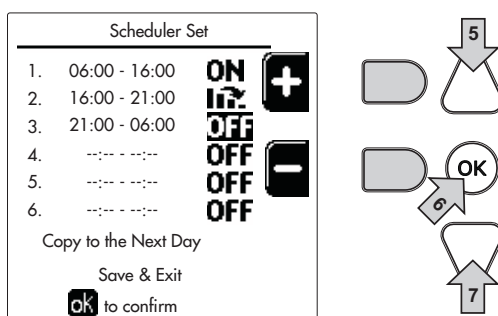 Scheduler Set
1. 06:00 - 16:00 ON
2. 16:00 - 21:00
3. 21:00 - 06:00 OFF
4. --:-- - --:-- OFF
5. --:-- - --:-- OFF
6. --:-- - --:-- OFF
Copy to the Next Day
Save & Exit
ok to confirm
+
-
5
OK
6
7